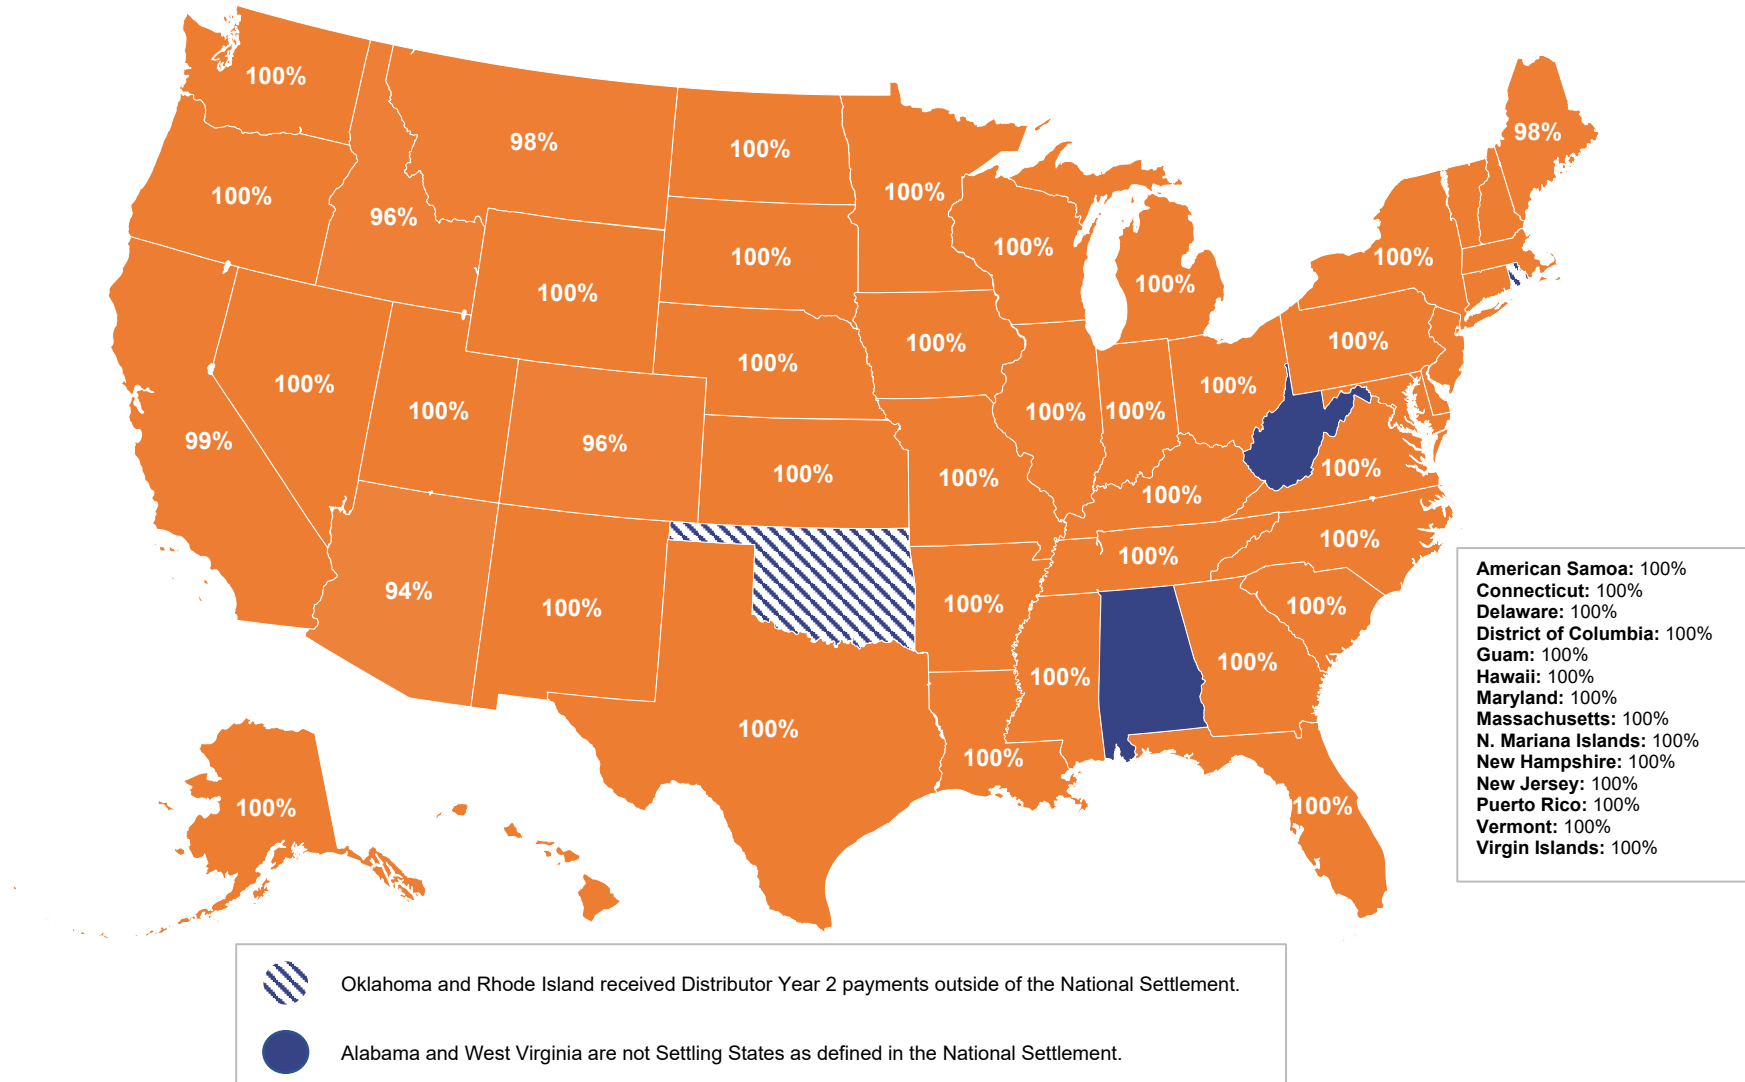 100%
98%
98%
100%
100%
100%
100%
96%
100%
100%
100%
100%
100%
100%
100%
100%
100%
100%
100%
100%
99%
96%
100%
100%
100%
100%
100%
100%
100%
100%
100%
94%
100%
100%
100%
100%
100%
100%
100%
100%
100%
American Samoa: 100%
Connecticut: 100%
Delaware: 100%
District of Columbia: 100%
Guam: 100%
Hawaii: 100%
Maryland: 100%
Massachusetts: 100%
N. Mariana Islands: 100%
New Hampshire: 100%
New Jersey: 100%
Puerto Rico: 100%
Vermont: 100%
Virgin Islands: 100%
Oklahoma and Rhode Island received Distributor Year 2 payments outside of the National Settlement.
Alabama and West Virginia are not Settling States as defined in the National Settlement.